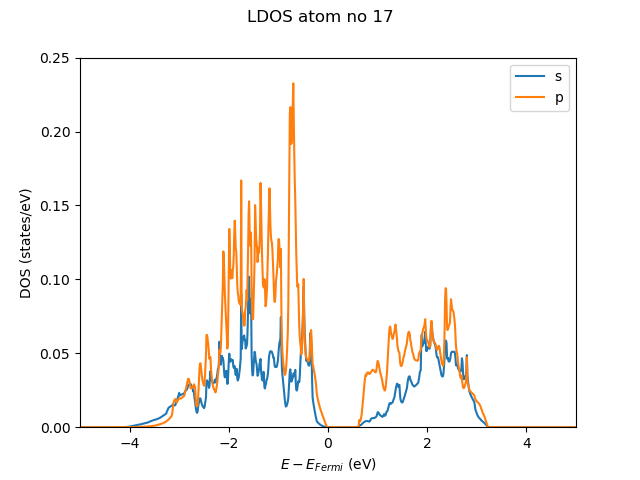 LDOS atom no 17
DOS (states/eV)
0.25
0.20
0.15
0.10
0.05
0.00
s
p
−4
−2
0
2
4
E − E_Fermi (eV)